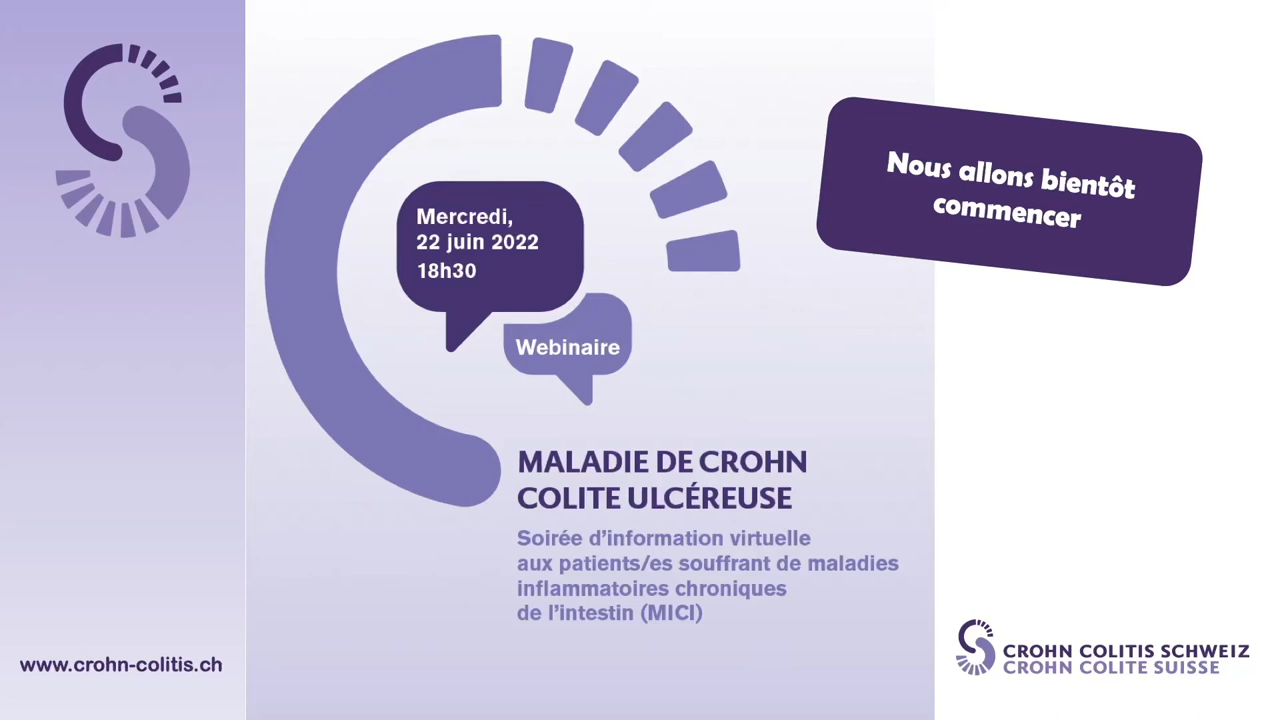 Nous allons bientôt
commencer
Mercredi,
22 juin 2022
18h30
Webinaire
MALADIE DE CROHN
COLITE ULCÉREUSE
Soirée d’information virtuelle
aux patients/es souffrant de maladies
inflammatoires chroniques
de l’intestin (MICI)
www.crohn-colitis.ch
CROHN COLITIS SCHWEIZ
CROHN COLITE SUISSE